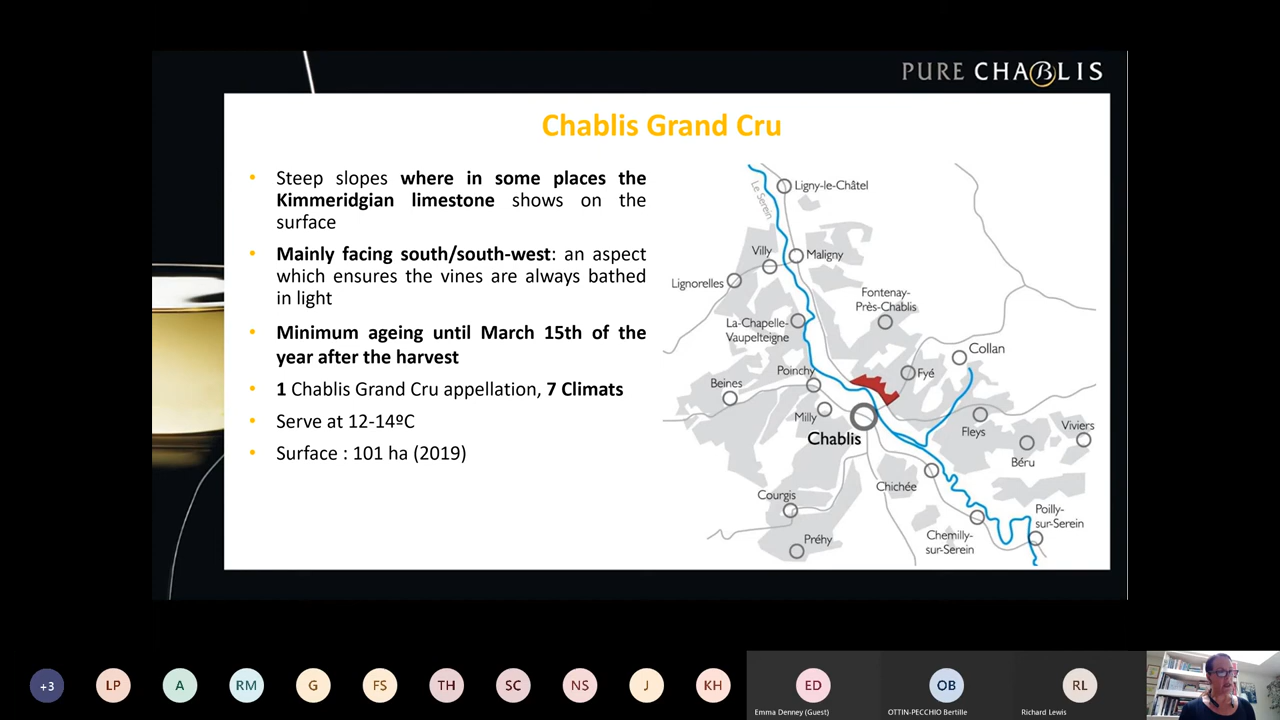 PURE CHABLIS
Chablis Grand Cru
• Steep slopes where in some places the
Kimmeridgian limestone shows on the
surface
• Mainly facing south/south-west: an aspect
which ensures the vines are always bathed
in light
• Minimum ageing until March 15th of the
year after the harvest
• 1 Chablis Grand Cru appellation, 7 Climats
• Serve at 12-14ºC
• Surface : 101 ha (2019)
Le Serein
Ligny-le-Châtel
Villy
Maligny
Lignorelles
Fontenay-
Près-Chablis
La-Chapelle-
Vaupelteigne
Collan
Poinchy
Fyé
Beines
Milly
Chablis
Fleys
Viviers
Béru
Chichée
Courgis
Poilly-
sur-Serein
Préhy
Chemilly-
sur-Serein
+3
LP
A
RM
G
FS
TH
SC
NS
J
KH
ED
OB
RL
Emma Denney (Guest)
OTTIN-PECCHIO Bertille
Richard Lewis